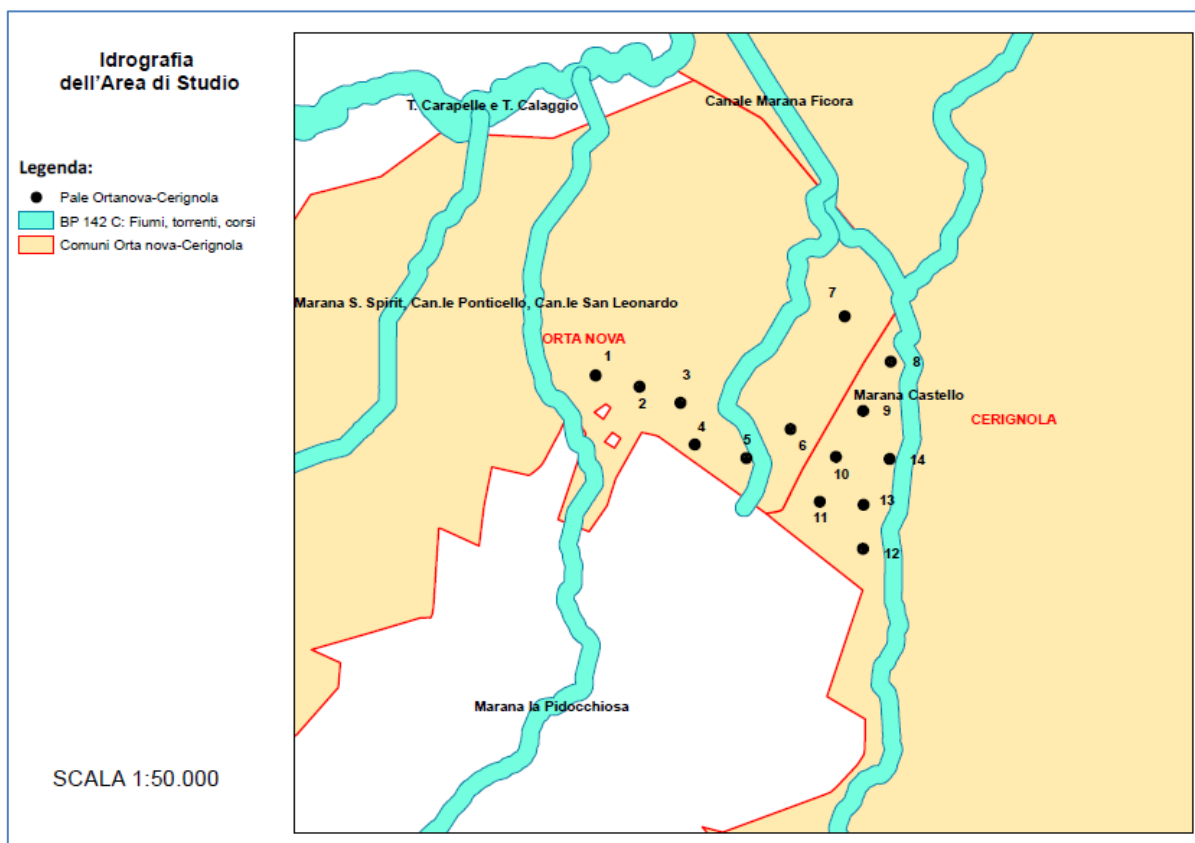 Idrografia
dell'Area di Studio
Legenda:
Pale Ortanova-Cerignola
BP 142 C: Fiumi, torrenti, corsi
Comuni Orta nova-Cerignola
SCALA 1:50.000
T. Carapelle e T. Calaggio
Canale Marana Ficora
Marana S. Spirit, Can.le Ponticello, Can.le San Leonardo
7
ORTA NOVA
1
8
3
2
Marana Castello
9
CERIGNOLA
4
5
6
10
14
13
11
12
Marana la Pidocchiosa